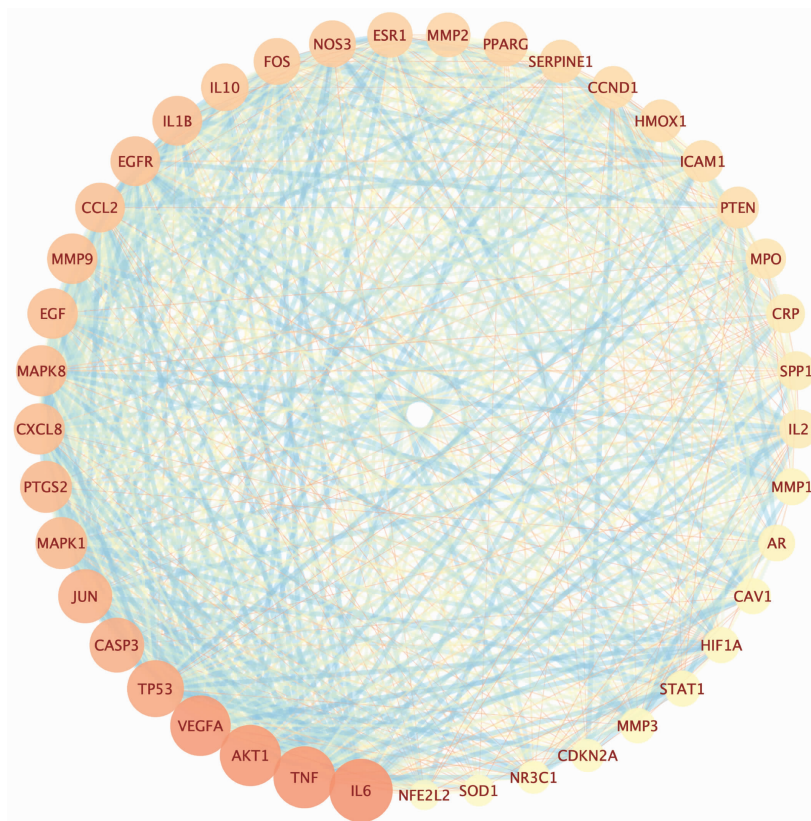 ESR1
MMP2
NOS3
PPARG
FOS
SERPINE1
IL10
CCND1
IL1B
HMOX1
EGFR
ICAM1
CCL2
PTEN
MMP9
MPO
EGF
CRP
MAPK8
SPP1
CXCL8
IL2
PTGS2
MMP1
MAPK1
AR
JUN
CAV1
CASP3
HIF1A
TP53
STAT1
VEGFA
MMP3
AKT1
CDKN2A
TNF
NR3C1
IL6
SOD1
NFE2L2